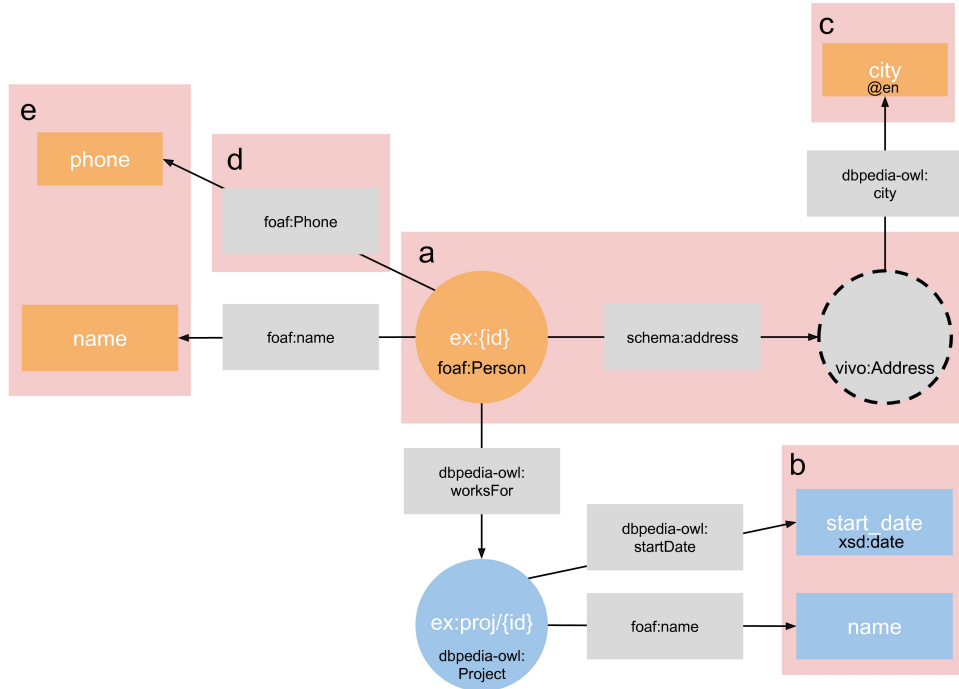 c
city
@en
e
phone
d
dbpedia-owl:
city
foaf:Phone
a
name
foaf:name
ex:{id}
foaf:Person
schema:address
vivo:Address
dbpedia-owl:
worksFor
b
dbpedia-owl:
startDate
start_date
xsd:date
ex:proj/{id}
dbpedia-owl:
Project
foaf:name
name